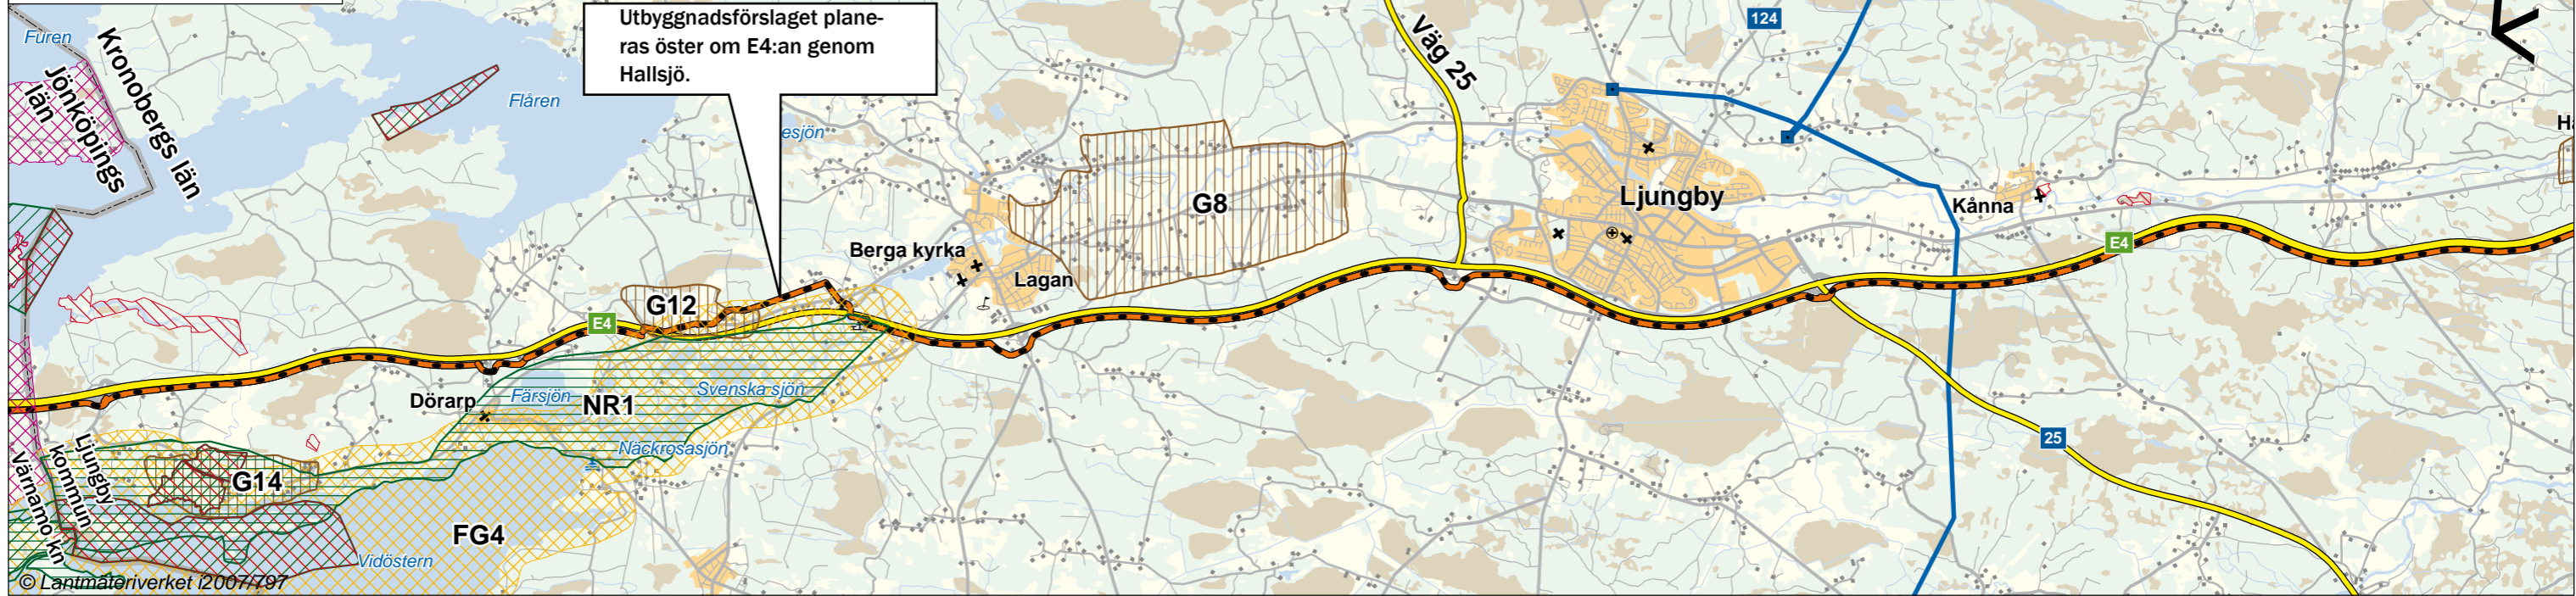 Utbyggnadsförslaget plane-
ras öster om E4:an genom
Hallsjö.
Furen
Kronobergs län
Jönköpings
län
Flåren
esjön
Väg 25
124
G8
Ljungby
Kånna
Berga kyrka
Lagan
G12
E4
E4
Dörarp
Färsjön
NR1
Svenska sjön
Näckrosasjön
25
G14
FG4
Vidöstern
Ljungby
kommun
Värnamo kn
© Lantmäteriverket i2007/797